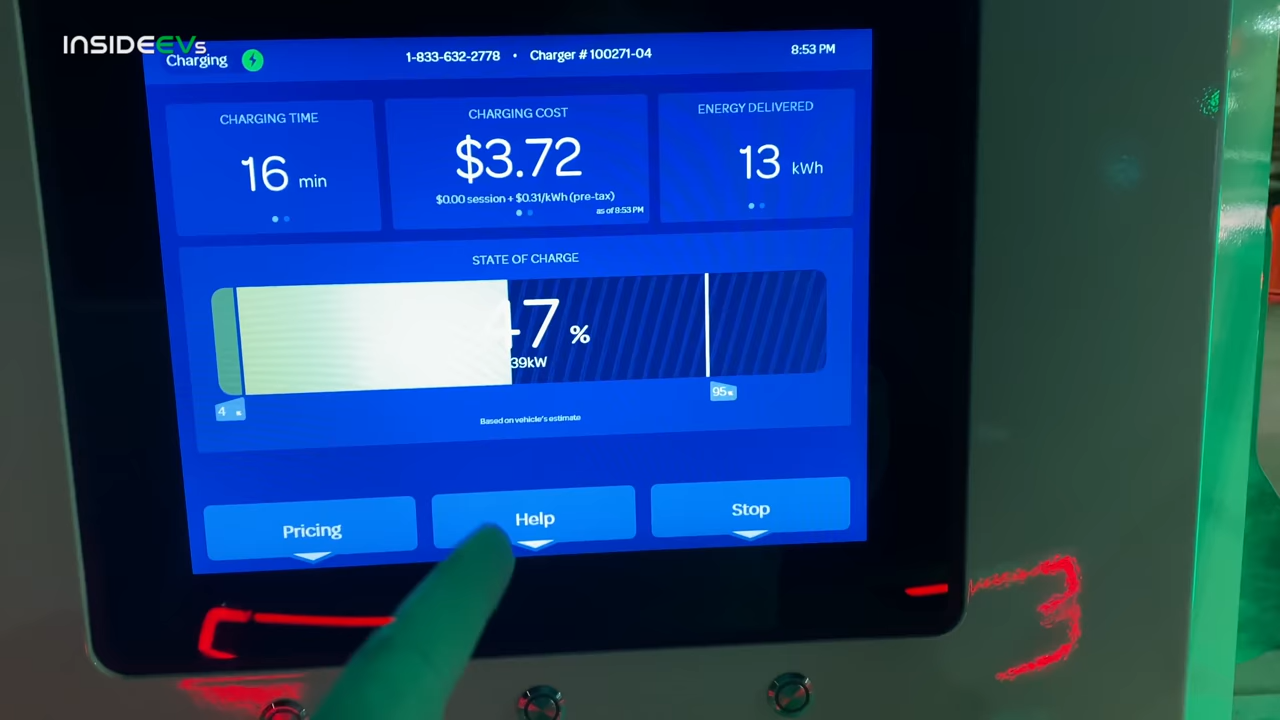 INSIDEEVs
Charging
1-833-632-2778 • Charger # 100271-04
8:53 PM
CHARGING TIME
16 min
CHARGING COST
$3.72
$0.00 session + $0.31/kWh (pre-tax)
as of 8:53 PM
ENERGY DELIVERED
13 kWh
STATE OF CHARGE
7 %
39kW
4 %
95%
Based on vehicle's estimate
Pricing
Help
Stop